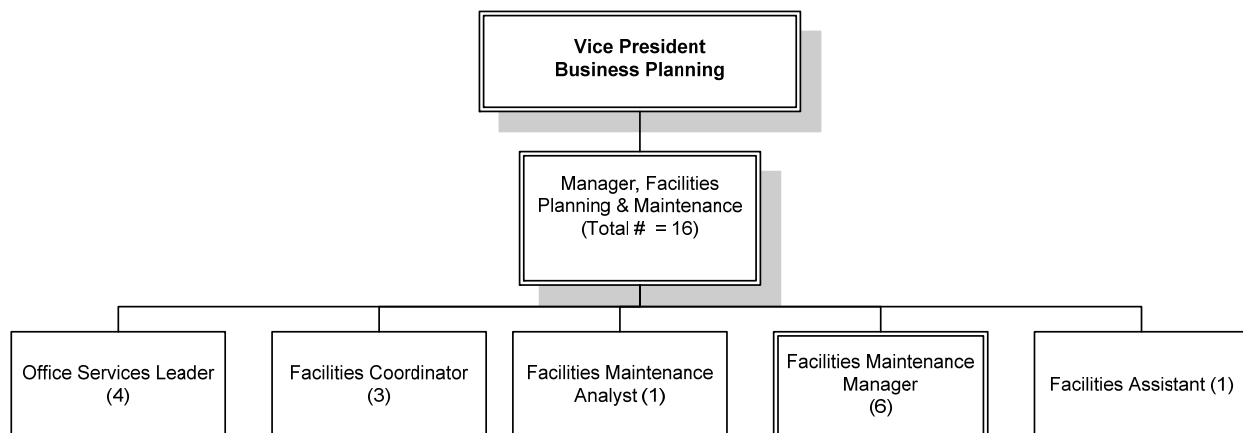 Vice President
Business Planning
Manager, Facilities
Planning & Maintenance
(Total # = 16)
Office Services Leader
(4)
Facilities Coordinator
(3)
Facilities Maintenance
Analyst (1)
Facilities Maintenance
Manager
(6)
Facilities Assistant (1)